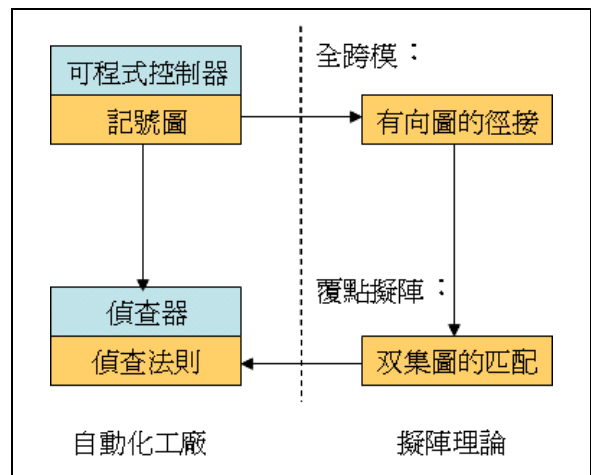 可程式控制器
記號圖
全跨模：
有向圖的徑接
偵查器
偵查法則
覆點擬陣：
双集圖的匹配
自動化工廠
擬陣理論